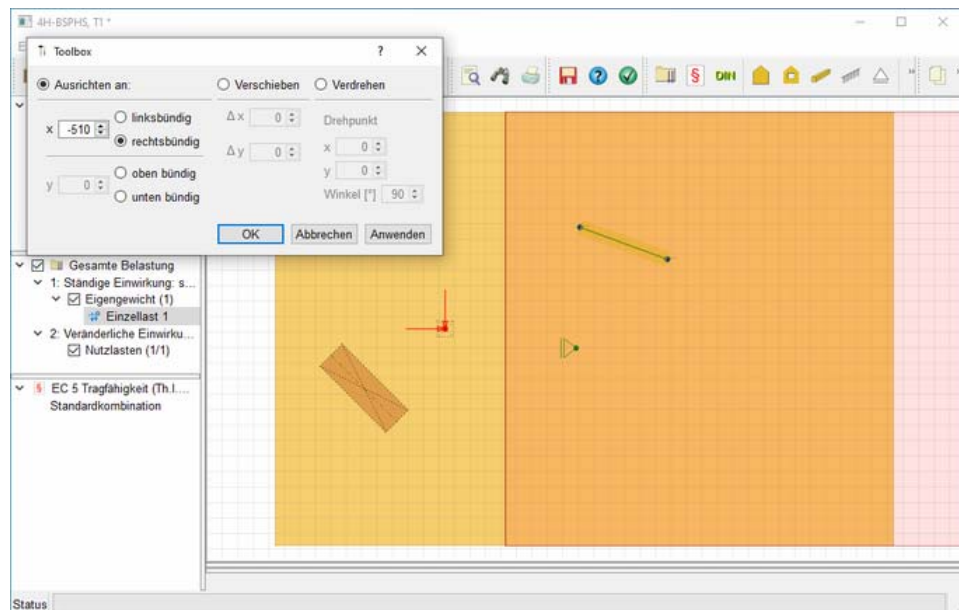 4H-BSPHS, T1 *
Toolbox
?
Ausrichten an:
Verschieben
Verdrehen
x -510
linksbündig
rechtsbündig
y 0
oben bündig
unten bündig
Δ x 0
Δ y 0
Drehpunkt
x 0
y 0
Winkel [°] 90
OK
Abbrechen
Anwenden
§
DIN
"
Gesamte Belastung
1: Ständige Einwirkung: s...
Eigengewicht (1)
Einzellast 1
2: Veränderliche Einwirku...
Nutzlasten (1/1)
§ EC 5 Tragfähigkeit (Th.I....
Standardkombination
Status